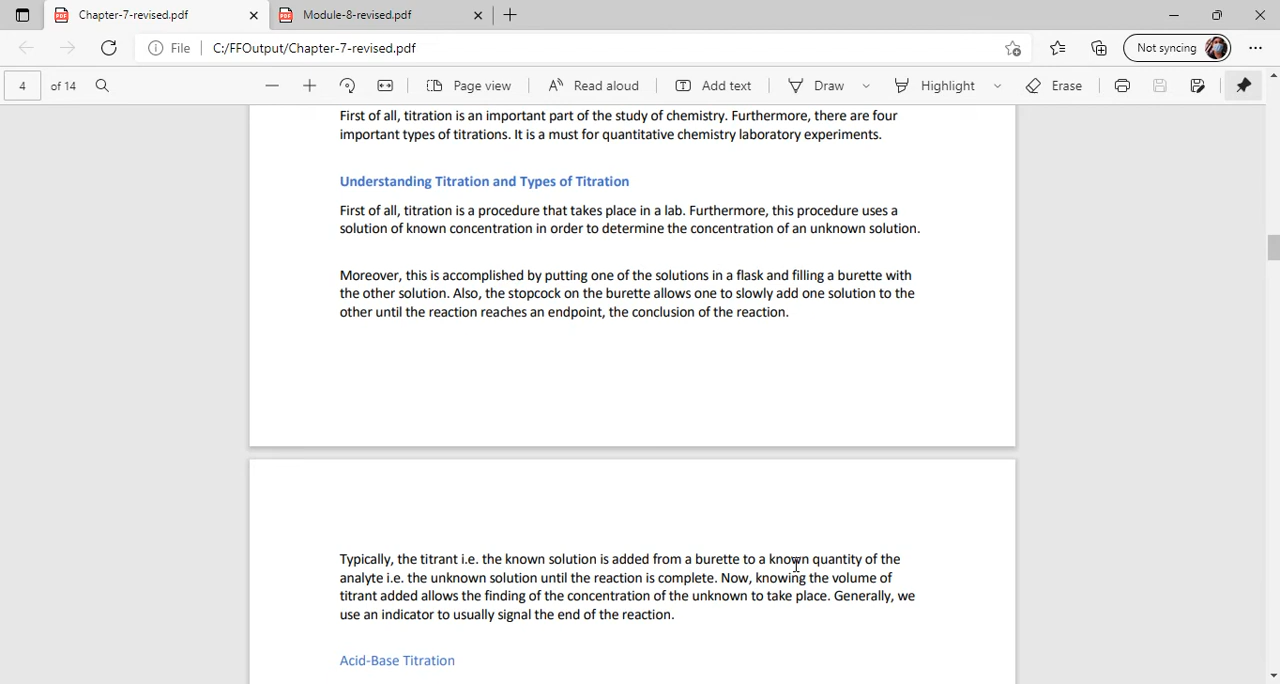 Chapter-7-revised.pdf
Module-8-revised.pdf
File
C:/FFOutput/Chapter-7-revised.pdf
Not syncing
4 of 14
Page view
Read aloud
Add text
Draw
Highlight
Erase
First of all, titration is an important part of the study of chemistry. Furthermore, there are four
important types of titrations. It is a must for quantitative chemistry laboratory experiments.
Understanding Titration and Types of Titration
First of all, titration is a procedure that takes place in a lab. Furthermore, this procedure uses a
solution of known concentration in order to determine the concentration of an unknown solution.
Moreover, this is accomplished by putting one of the solutions in a flask and filling a burette with
the other solution. Also, the stopcock on the burette allows one to slowly add one solution to the
other until the reaction reaches an endpoint, the conclusion of the reaction.
Typically, the titrant i.e. the known solution is added from a burette to a known quantity of the
analyte i.e. the unknown solution until the reaction is complete. Now, knowing the volume of
titrant added allows the finding of the concentration of the unknown to take place. Generally, we
use an indicator to usually signal the end of the reaction.
Acid-Base Titration